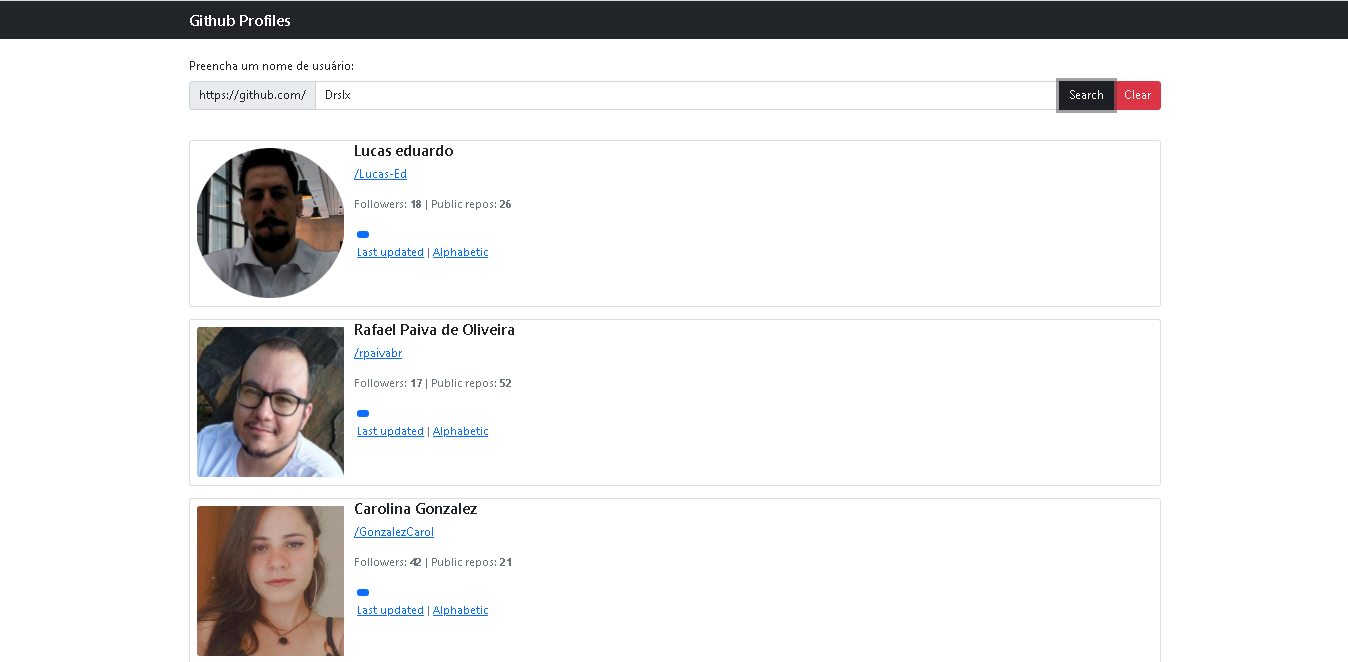 Github Profiles
Preencha um nome de usuário:
https://github.com/ Drslx Search Clear
Lucas eduardo
/Lucas-Ed
Followers: 18 | Public repos: 26
Last updated | Alphabetic
Rafael Paiva de Oliveira
/rpaivabr
Followers: 17 | Public repos: 52
Last updated | Alphabetic
Carolina Gonzalez
/GonzalezCarol
Followers: 42 | Public repos: 21
Last updated | Alphabetic